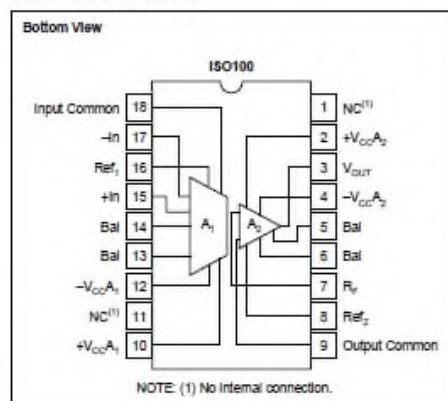 Bottom View
ISO100
Input Common 18
–In 17
Ref₁ 16
+In 15
Bal 14
Bal 13
–VCCA₁ 12
NC(1) 11
+VCCA₁ 10
A₁
A₂
1 NC(1)
2 +VCCA₂
3 VOUT
4 –VCCA₂
5 Bal
6 Bal
7 RF
8 Ref₂
9 Output Common
NOTE: (1) No internal connection.